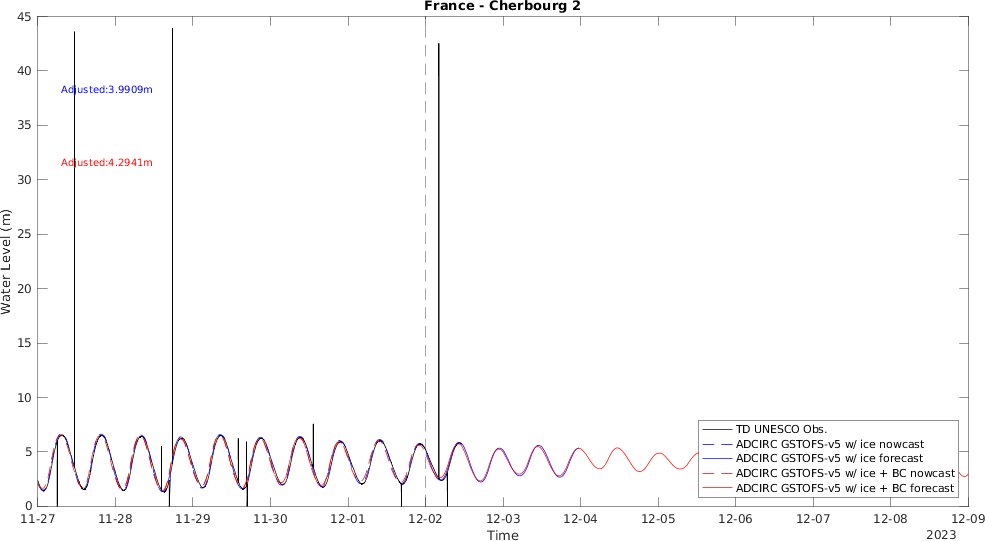 France - Cherbourg 2
45
40
35
30
25
20
15
10
5
0
Water Level (m)
Adjusted:3.9909m
Adjusted:4.2941m
TD UNESCO Obs.
ADCIRC GSTOFS-v5 w/ ice nowcast
ADCIRC GSTOFS-v5 w/ ice forecast
ADCIRC GSTOFS-v5 w/ ice + BC nowcast
ADCIRC GSTOFS-v5 w/ ice + BC forecast
11-27 11-28 11-29 11-30 12-01 12-02 12-03 12-04 12-05 12-06 12-07 12-08 12-09
Time
2023